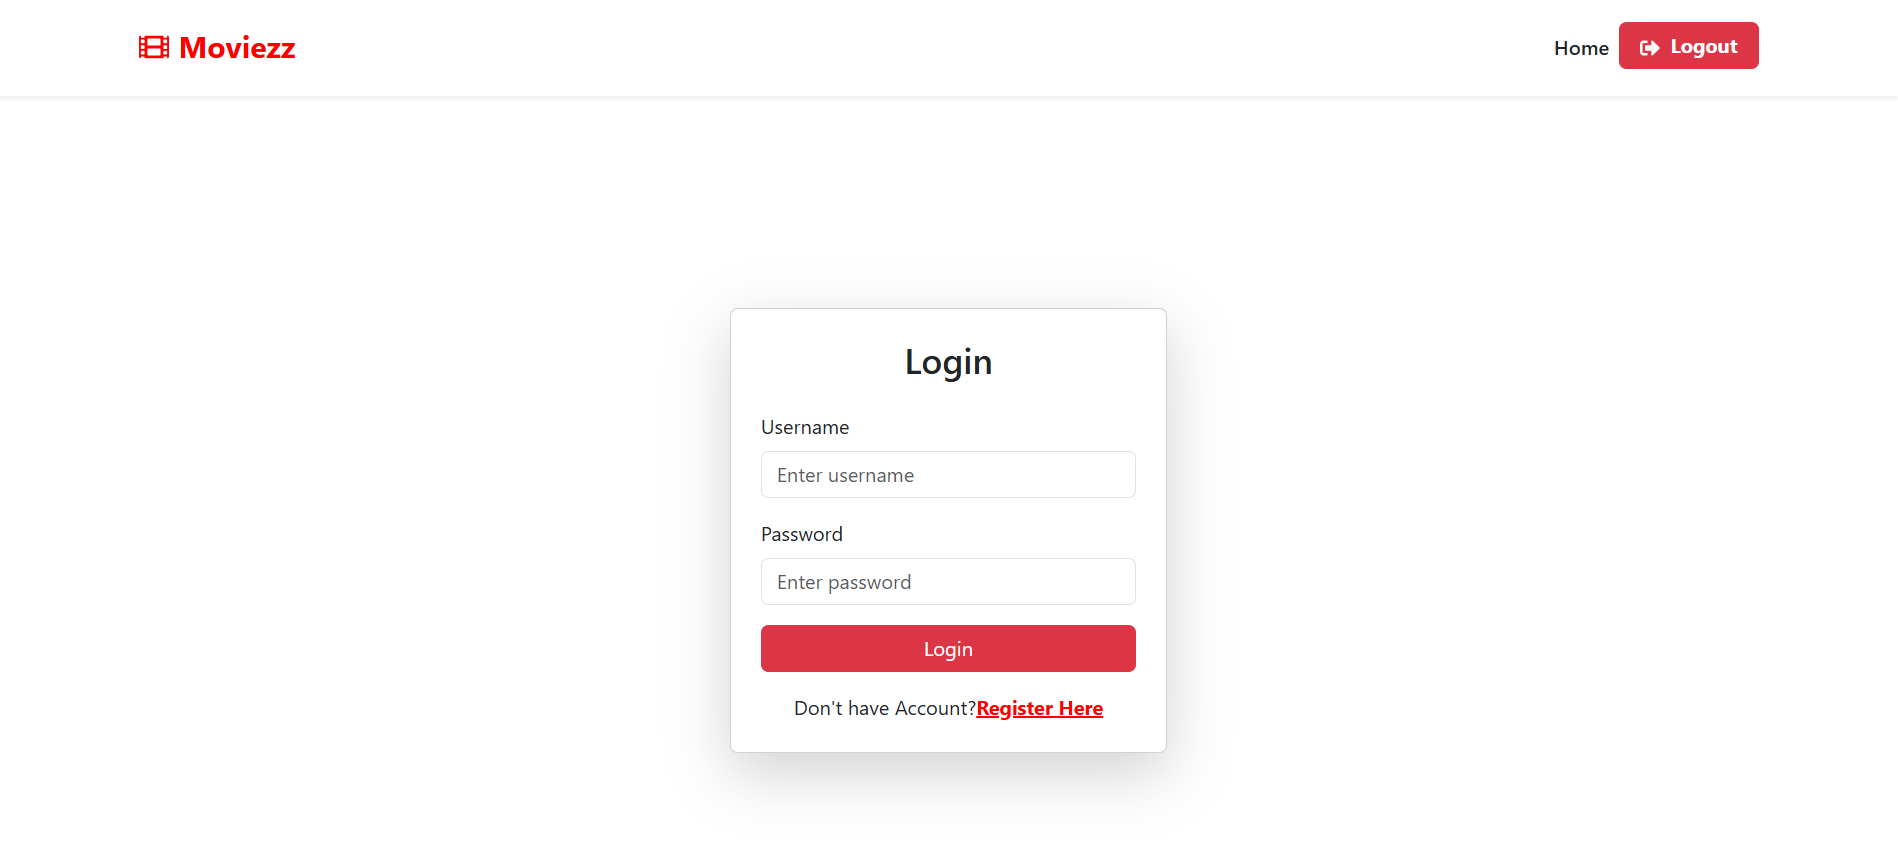 Moviezz
Home
Logout
Login
Username
Enter username
Password
Enter password
Login
Don't have Account?Register Here